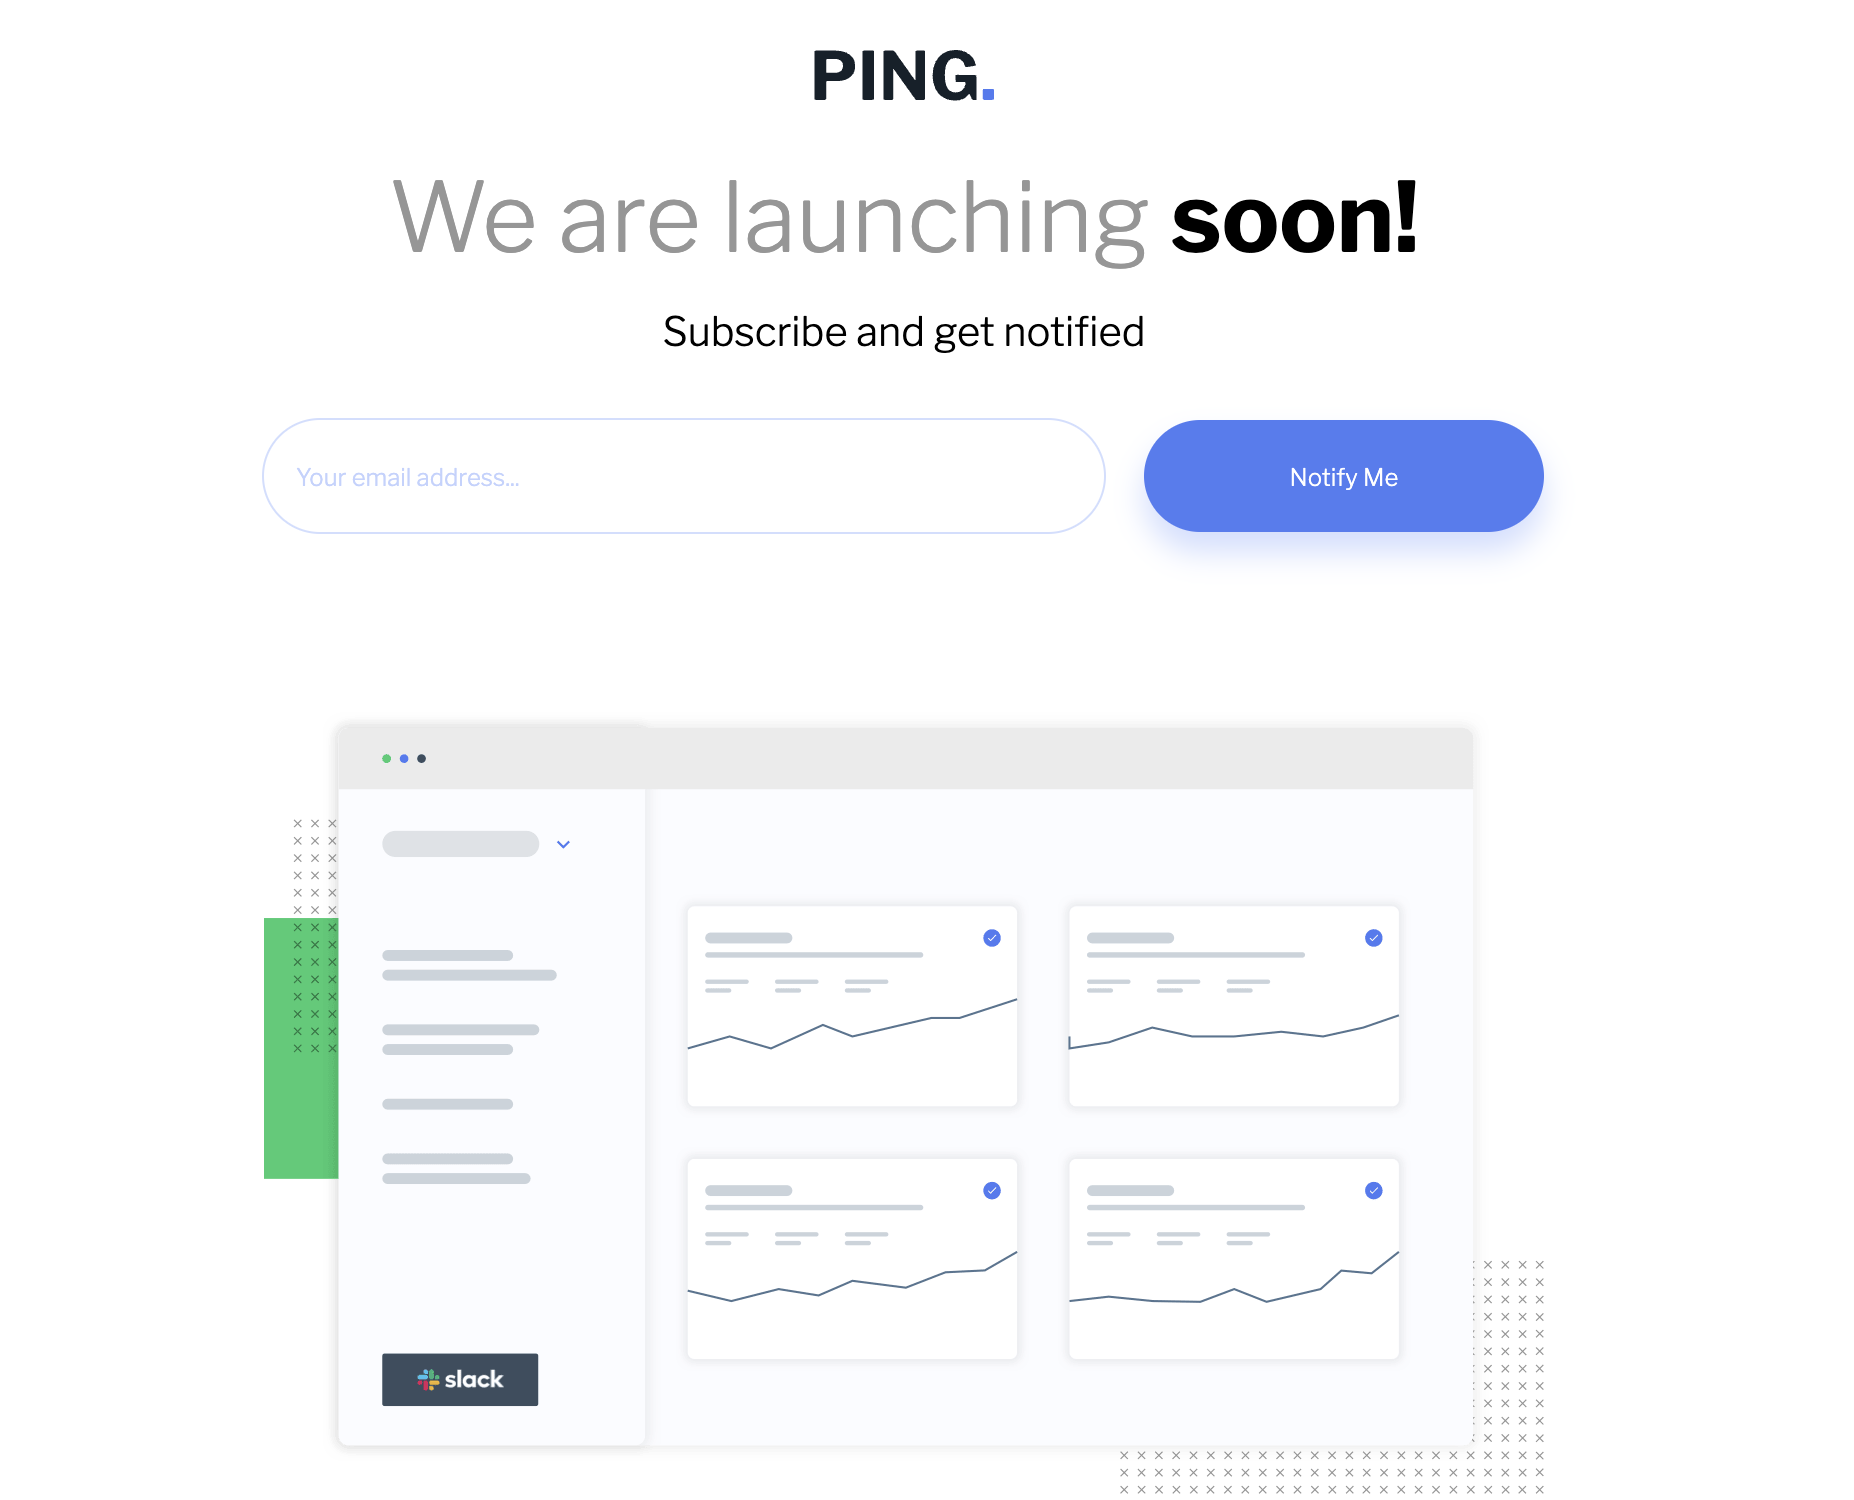 PING.
We are launching soon!
Subscribe and get notified
Your email address...
Notify Me
slack